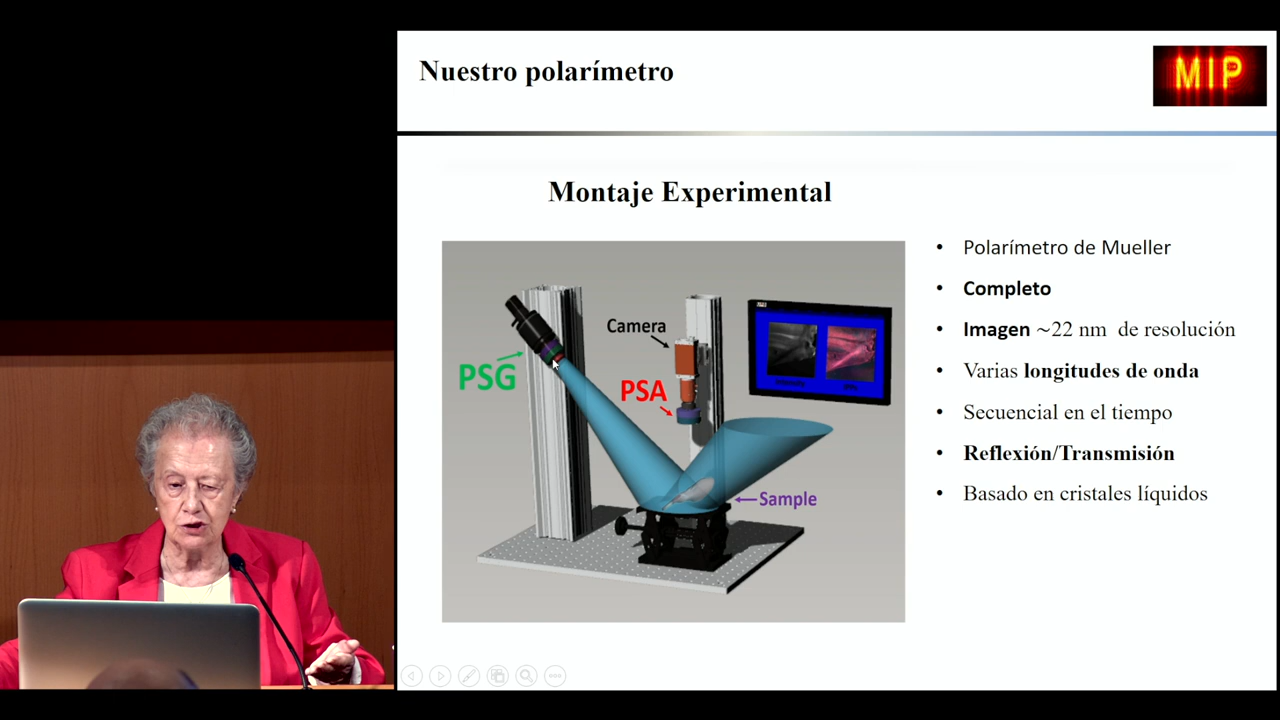 Nuestro polarímetro
MIP
Montaje Experimental
Camera
PSG
PSA
Sample
• Polarímetro de Mueller
• Completo
• Imagen ~22 nm de resolución
• Varias longitudes de onda
• Secuencial en el tiempo
• Reflexión/Transmisión
• Basado en cristales líquidos